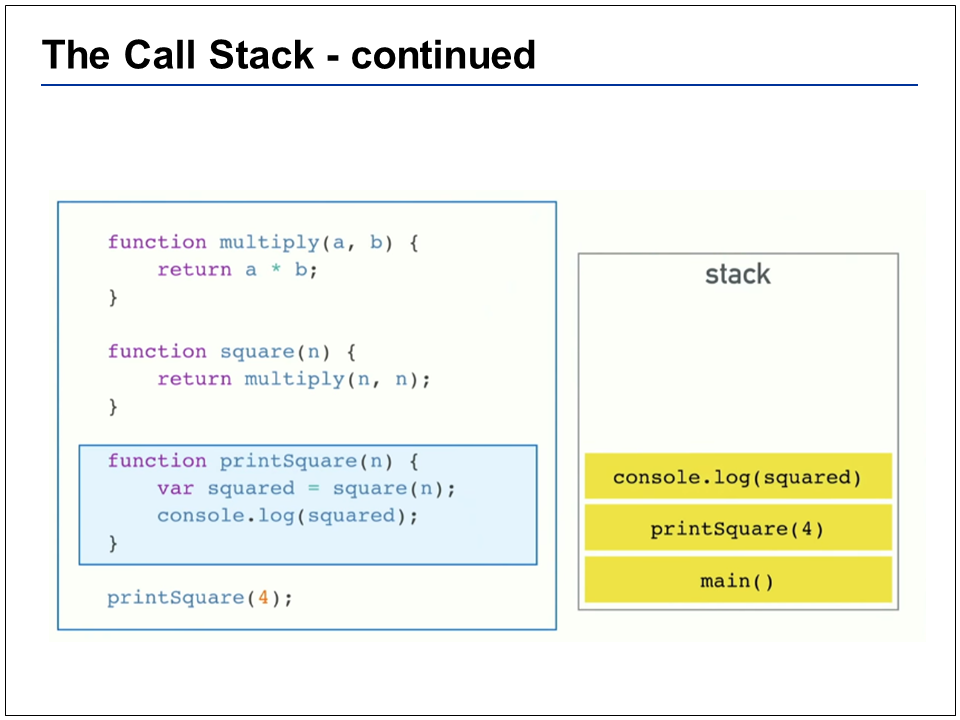 The Call Stack - continued
function multiply(a, b) {
    return a * b;
}
function square(n) {
    return multiply(n, n);
}
function printSquare(n) {
    var squared = square(n);
    console.log(squared);
}
printSquare(4);
stack
console.log(squared)
printSquare(4)
main()